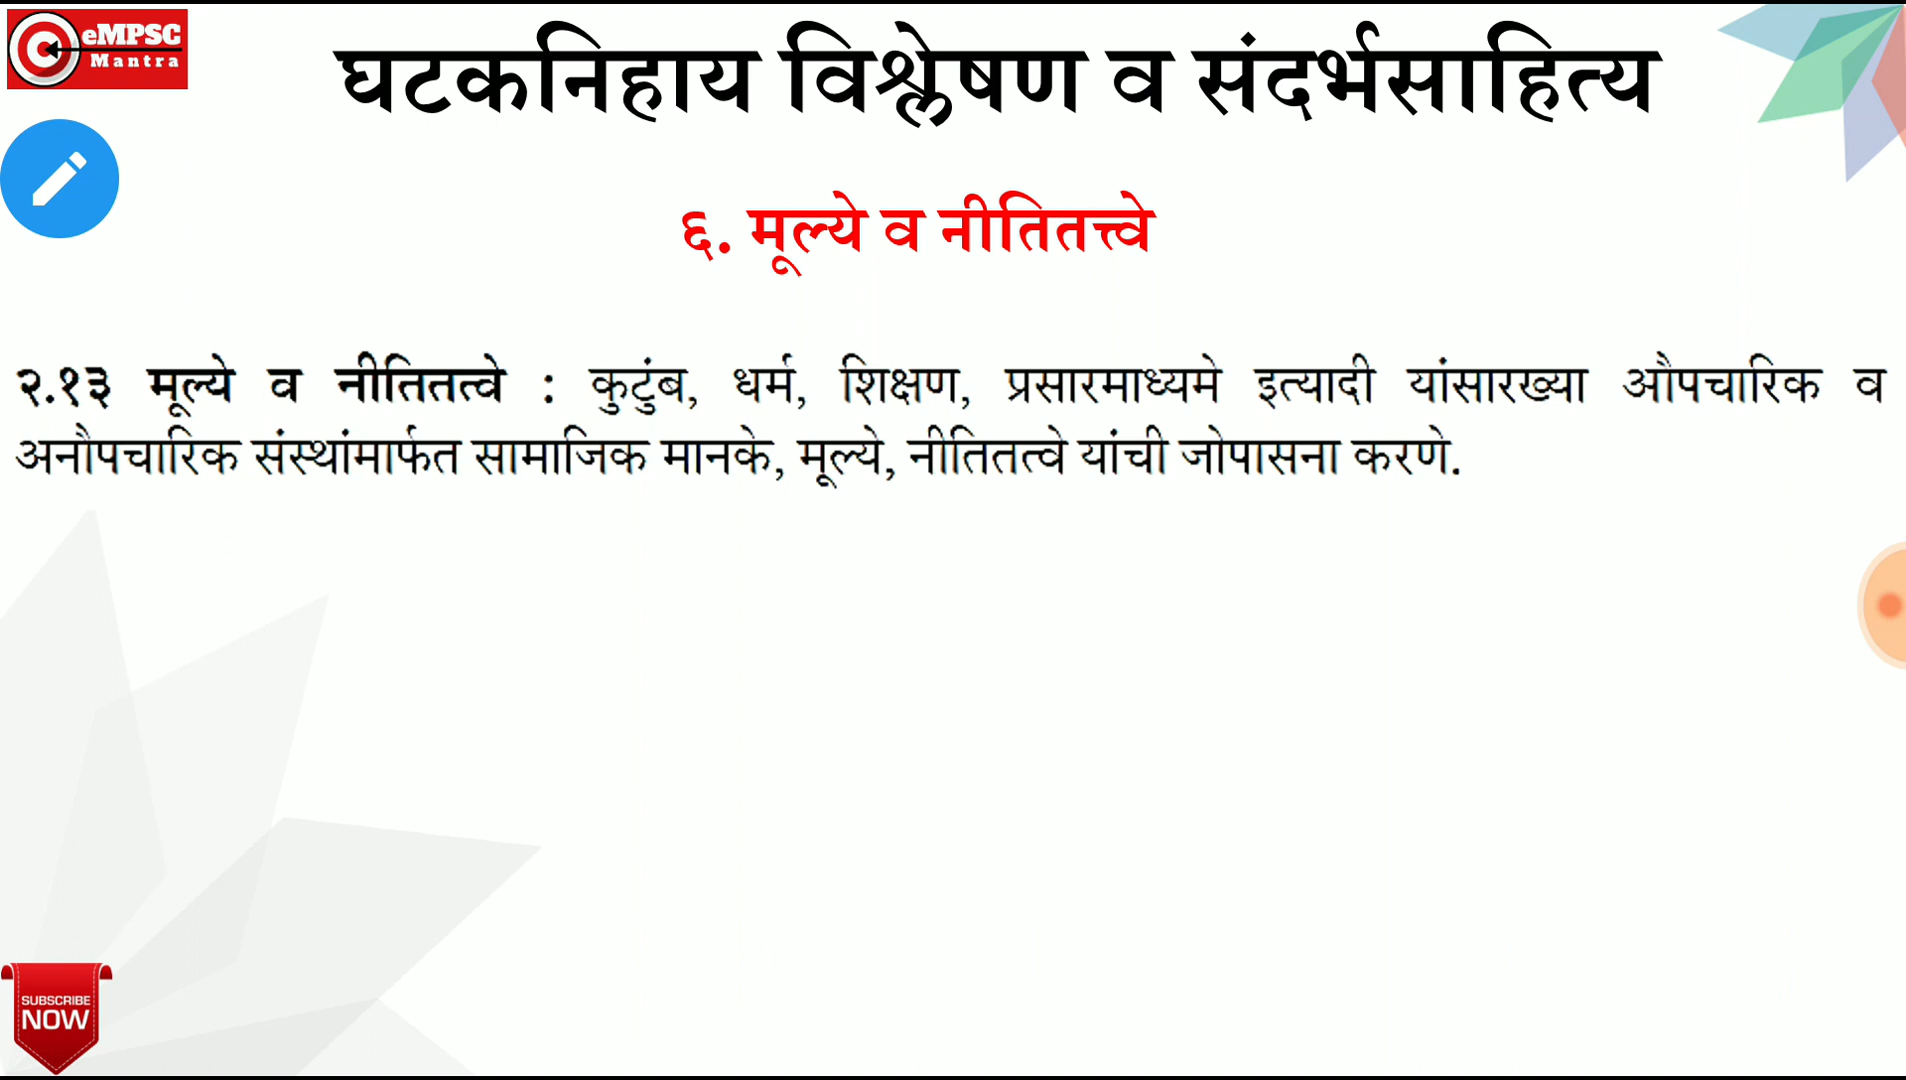 eMPSC
Mantra
घटकनिहाय विश्लेषण व संदर्भसाहित्य
६. मूल्ये व नीतितत्त्वे
२.१३ मूल्ये व नीतितत्वे : कुटुंब, धर्म, शिक्षण, प्रसारमाध्यमे इत्यादी यांसारख्या औपचारिक व
अनौपचारिक संस्थांमार्फत सामाजिक मानके, मूल्ये, नीतितत्वे यांची जोपासना करणे.
SUBSCRIBE
NOW